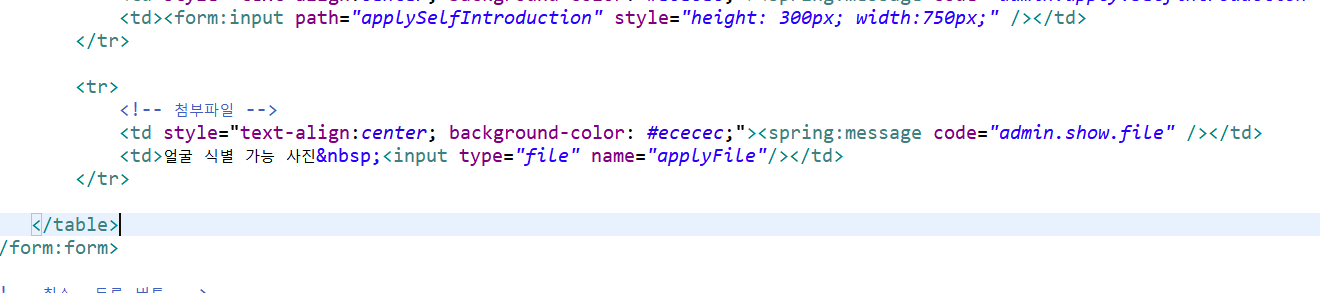 <td><form:input path="applySelfIntroduction" style="height: 300px; width:750px;" /></td>
</tr>
<tr>
<!-- 첨부파일 -->
<td style="text-align:center; background-color: #ececec;"><spring:message code="admin.show.file" /></td>
<td>얼굴 식별 가능 사진&nbsp;<input type="file" name="applyFile"/></td>
</tr>
</table>
/form:form>